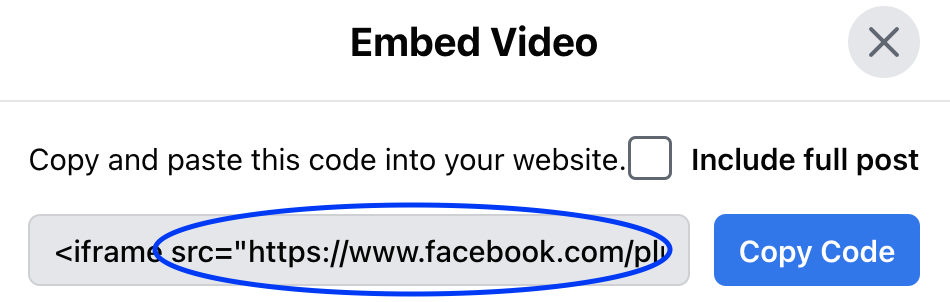 Embed Video
Copy and paste this code into your website. Include full post
<iframe src="https://www.facebook.com/plu Copy Code